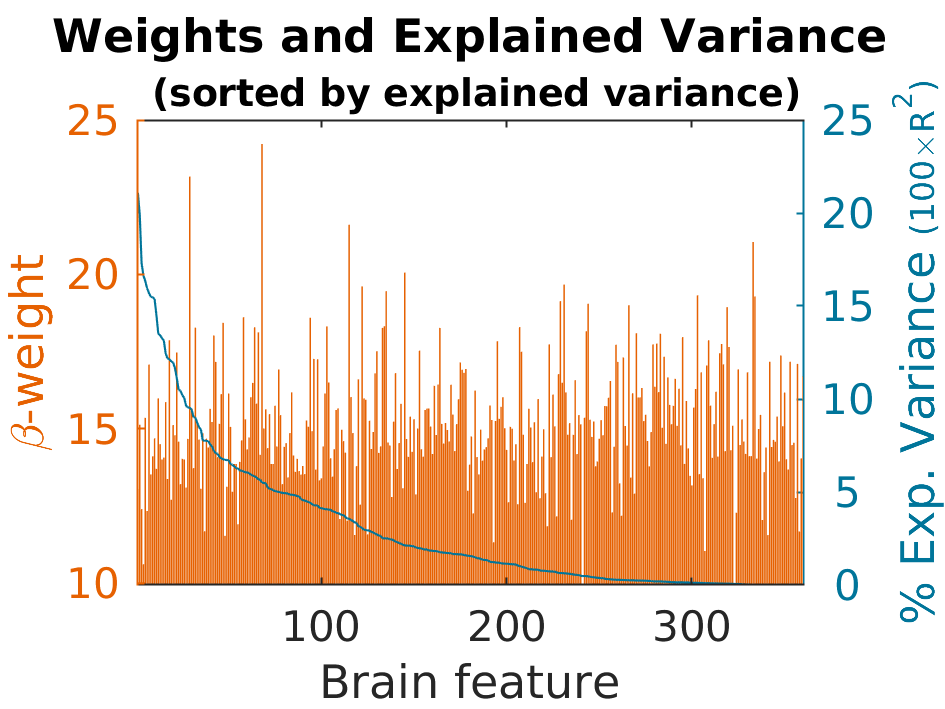 Weights and Explained Variance
(sorted by explained variance)
25
20
15
10
β-weight
25
20
15
10
5
0
% Exp. Variance (100×R²)
100
200
300
Brain feature